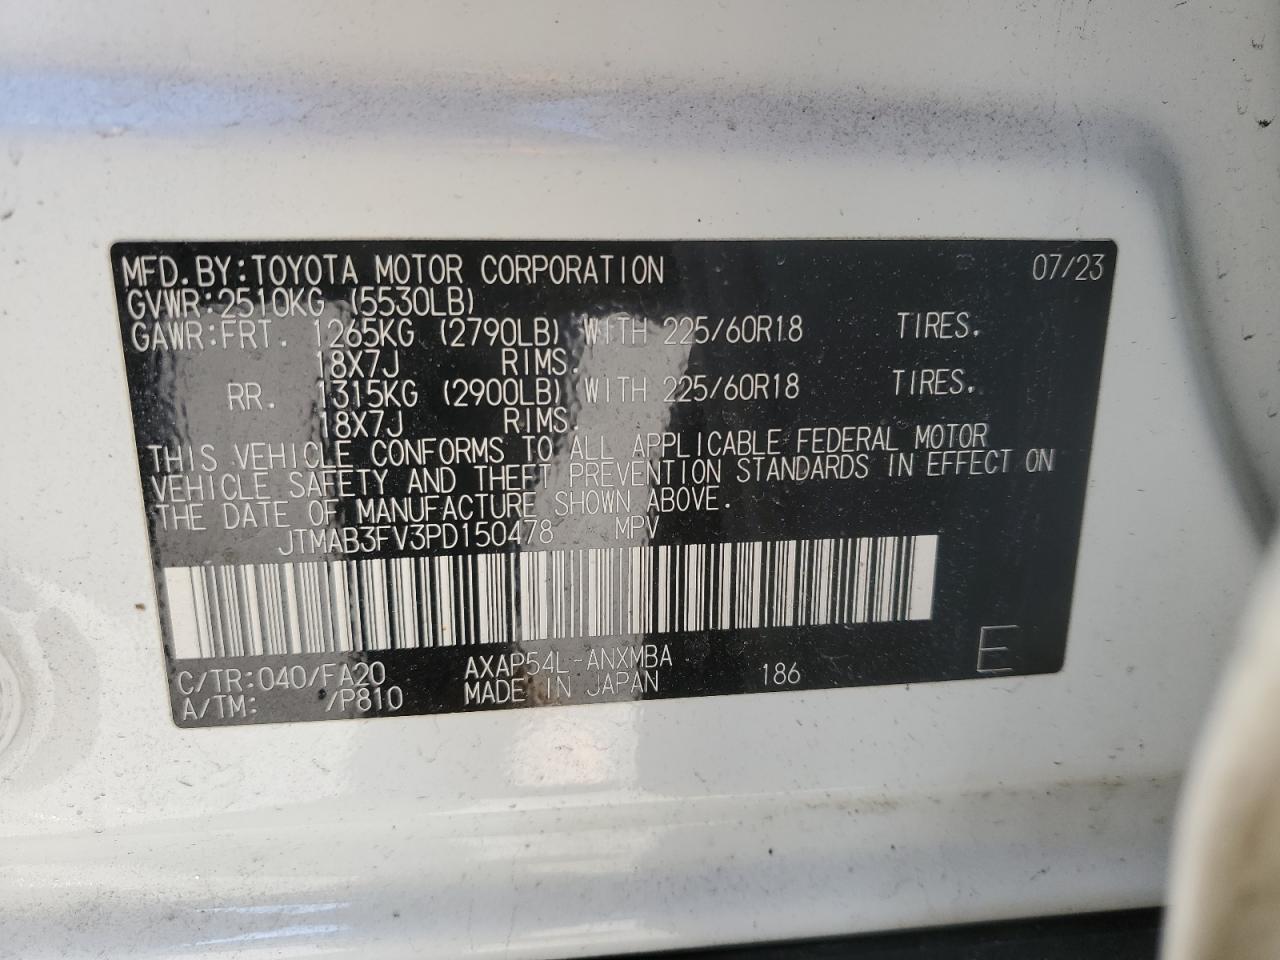 MFD.BY:TOYOTA MOTOR CORPORATION 07/23
GVWR:2510KG (5530LB)
GAWR:FRT. 1265KG (2790LB) WITH 225/60R18 TIRES.
18X7J RIMS.
RR. 1315KG (2900LB) WITH 225/60R18 TIRES.
18X7J RIMS.
THIS VEHICLE CONFORMS TO ALL APPLICABLE FEDERAL MOTOR
VEHICLE SAFETY AND THEFT PREVENTION STANDARDS IN EFFECT ON
THE DATE OF MANUFACTURE SHOWN ABOVE.
JTMAB3FV3PD150478 MPV
C/TR:040/FA20 AXAP54L-ANXMBA 186 E
A/TM: /P810 MADE IN JAPAN